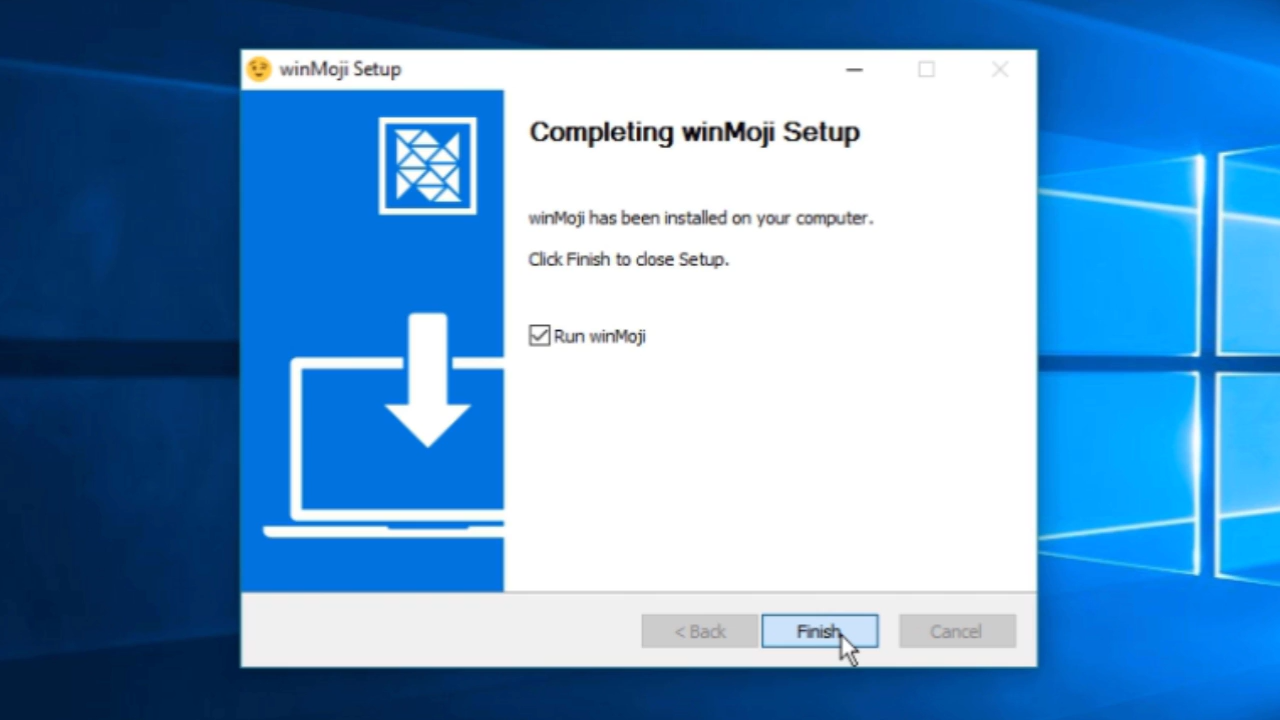 winMoji Setup
Completing winMoji Setup
winMoji has been installed on your computer.
Click Finish to close Setup.
Run winMoji
< Back
Finish
Cancel